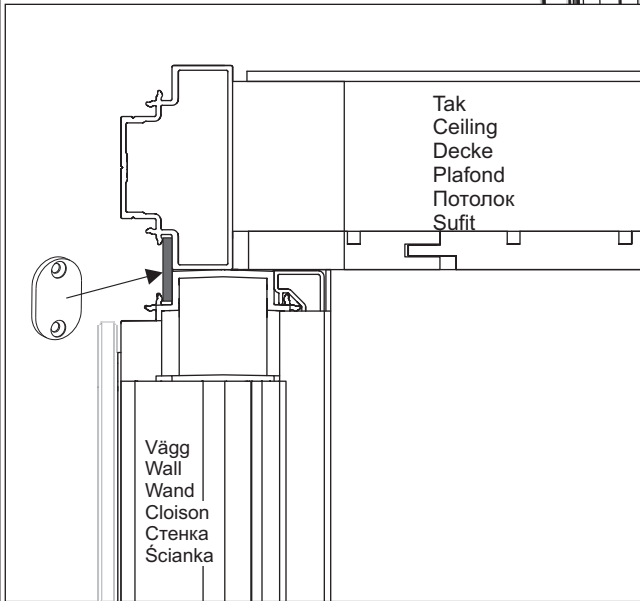 Tak
Ceiling
Decke
Plafond
Потолок
Sufit
Vägg
Wall
Wand
Cloison
Стенка
Ścianka